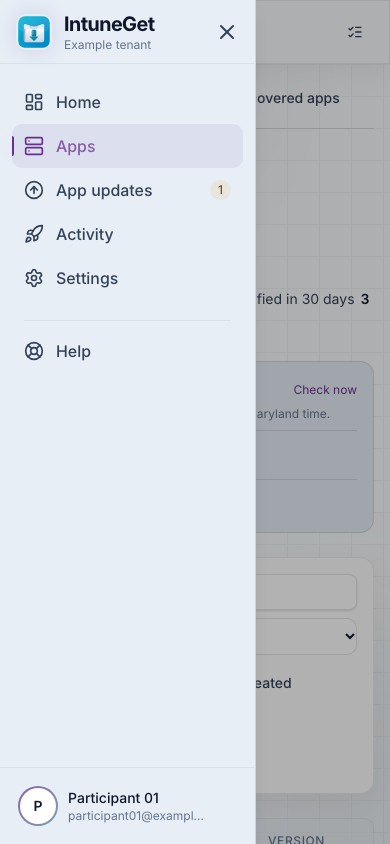 IntuneGet
Example tenant
Home
Apps
App updates 1
Activity
Settings
Help
Participant 01
participant01@exampl...
P
overed apps
fied in 30 days 3
Check now
aryland time.
eated
VERSION